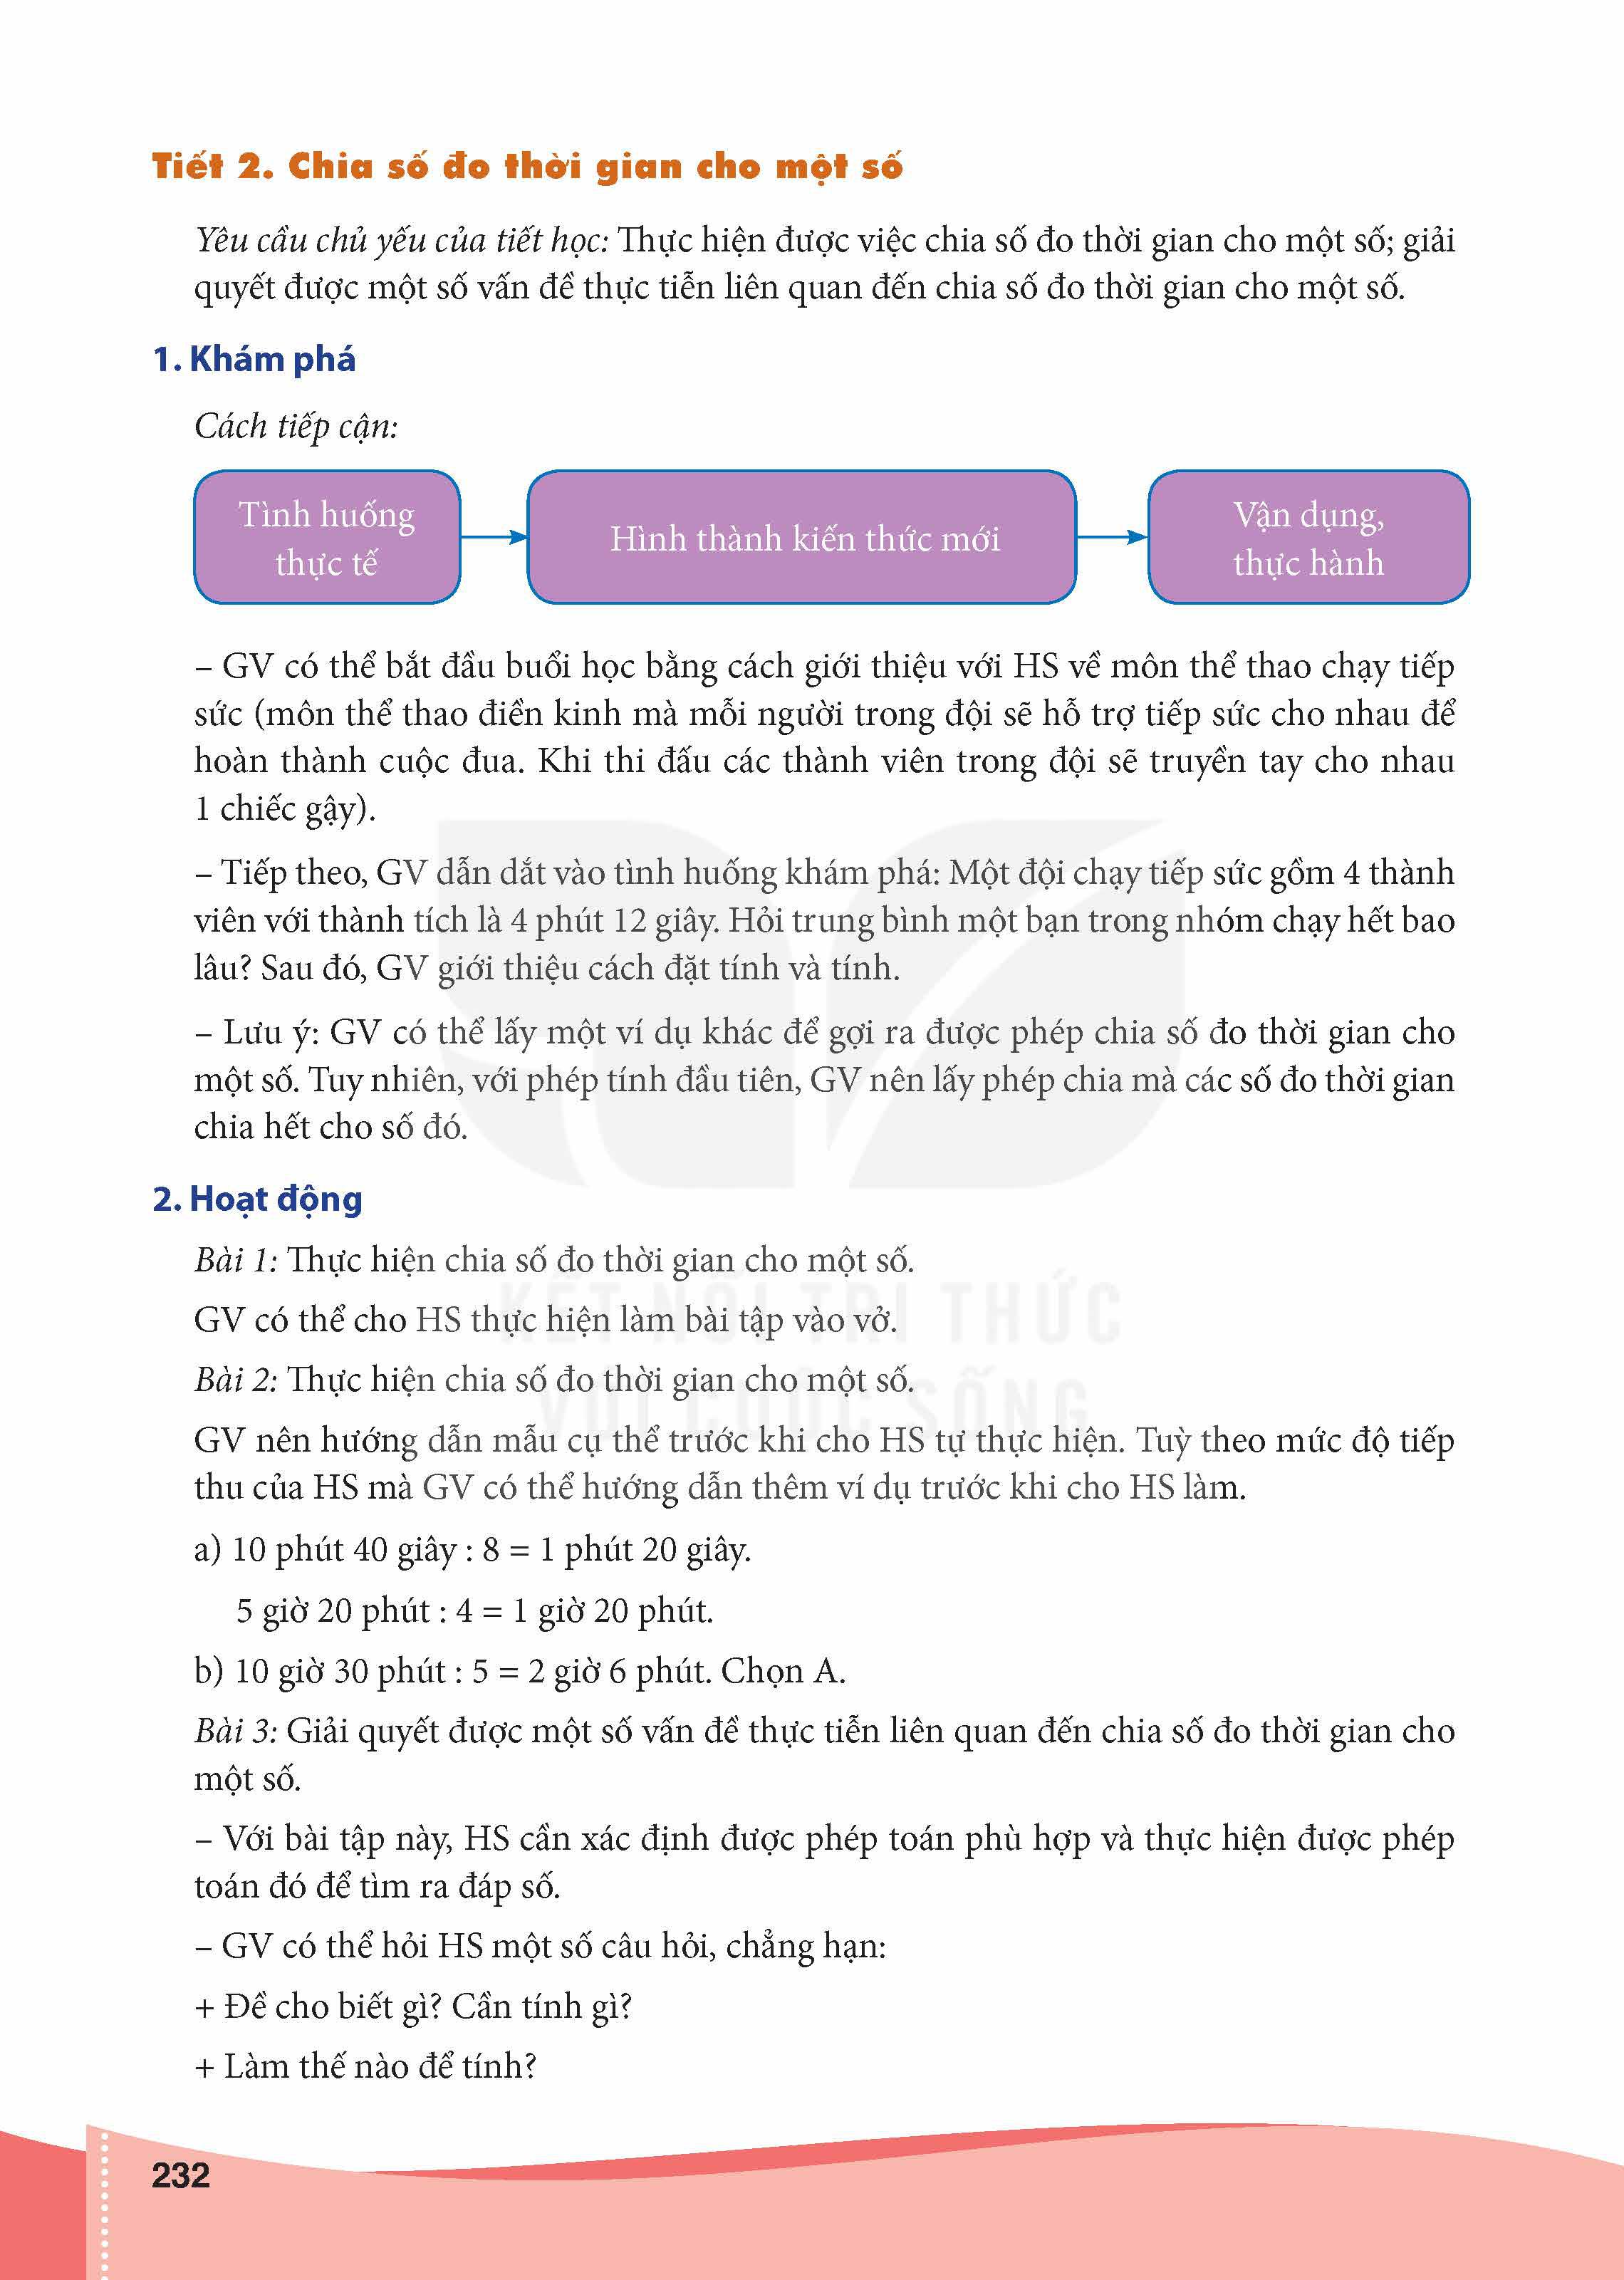 Tiết 2. Chia số đo thời gian cho một số
Yêu cầu chủ yếu của tiết học: Thực hiện được việc chia số đo thời gian cho một số; giải
quyết được một số vấn đề thực tiễn liên quan đến chia số đo thời gian cho một số.
1. Khám phá
Cách tiếp cận:
Tình huống
thực tế
Hình thành kiến thức mới
Vận dụng,
thực hành
– GV có thể bắt đầu buổi học bằng cách giới thiệu với HS về môn thể thao chạy tiếp
sức (môn thể thao điền kinh mà mỗi người trong đội sẽ hỗ trợ tiếp sức cho nhau để
hoàn thành cuộc đua. Khi thi đấu các thành viên trong đội sẽ truyền tay cho nhau
1 chiếc gậy).
– Tiếp theo, GV dẫn dắt vào tình huống khám phá: Một đội chạy tiếp sức gồm 4 thành
viên với thành tích là 4 phút 12 giây. Hỏi trung bình một bạn trong nhóm chạy hết bao
lâu? Sau đó, GV giới thiệu cách đặt tính và tính.
– Lưu ý: GV có thể lấy một ví dụ khác để gợi ra được phép chia số đo thời gian cho
một số. Tuy nhiên, với phép tính đầu tiên, GV nên lấy phép chia mà các số đo thời gian
chia hết cho số đó.
2. Hoạt động
Bài 1: Thực hiện chia số đo thời gian cho một số.
KẾT NỐI TRI THỨC
GV có thể cho HS thực hiện làm bài tập vào vở.
Bài 2: Thực hiện chia số đo thời gian cho một số.
VỚI CUỘC SỐNG
GV nên hướng dẫn mẫu cụ thể trước khi cho HS tự thực hiện. Tuỳ theo mức độ tiếp
thu của HS mà GV có thể hướng dẫn thêm ví dụ trước khi cho HS làm.
a) 10 phút 40 giây : 8 = 1 phút 20 giây.
5 giờ 20 phút : 4 = 1 giờ 20 phút.
b) 10 giờ 30 phút : 5 = 2 giờ 6 phút. Chọn A.
Bài 3: Giải quyết được một số vấn đề thực tiễn liên quan đến chia số đo thời gian cho
một số.
– Với bài tập này, HS cần xác định được phép toán phù hợp và thực hiện được phép
toán đó để tìm ra đáp số.
– GV có thể hỏi HS một số câu hỏi, chẳng hạn:
+ Đề cho biết gì? Cần tính gì?
+ Làm thế nào để tính?
232